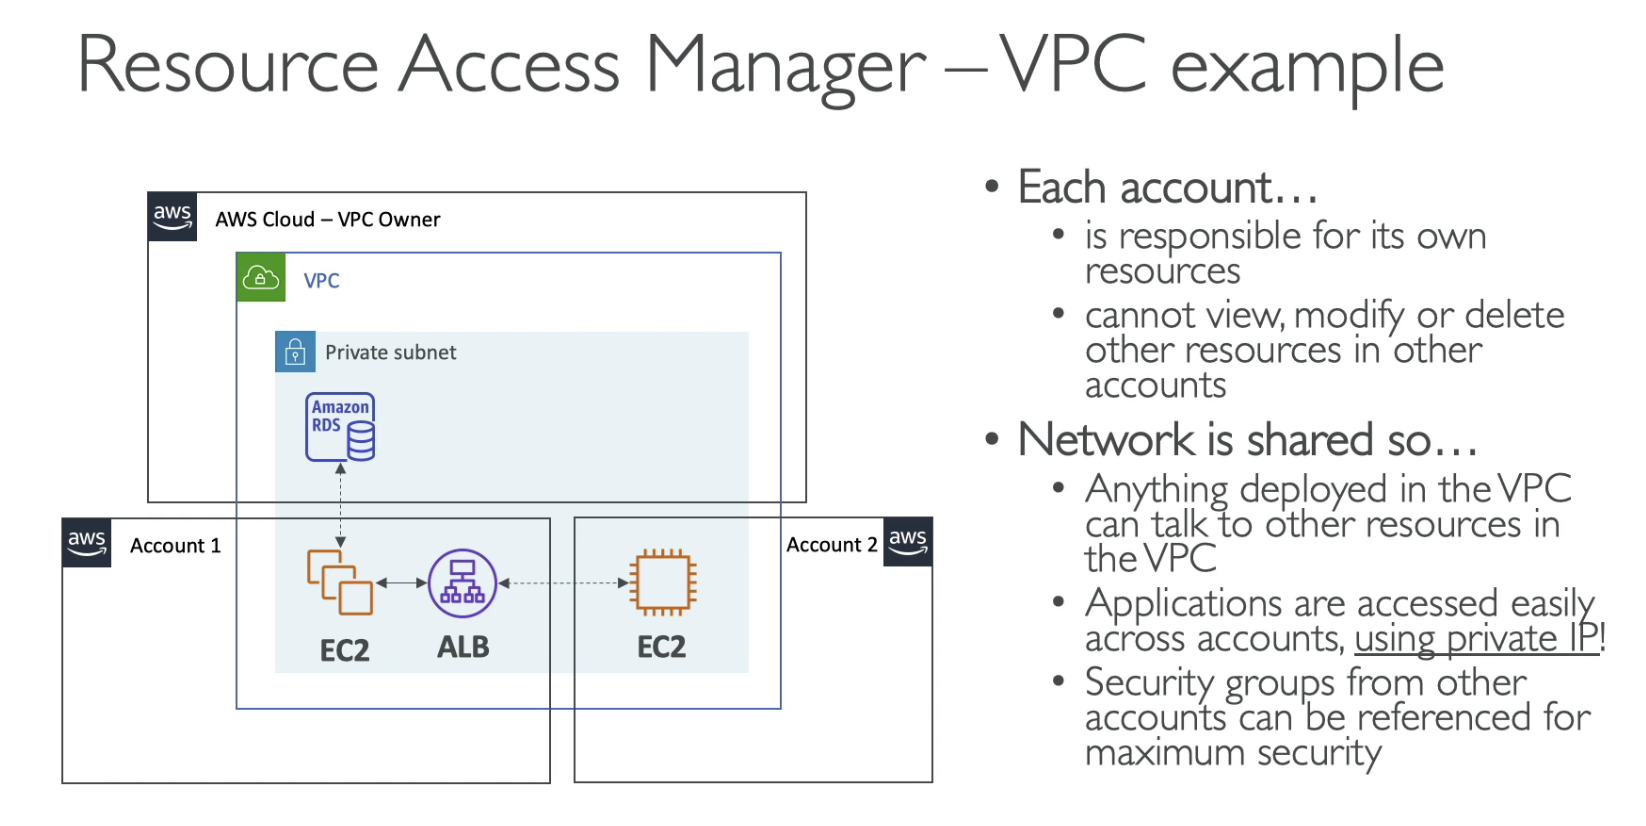 Resource Access Manager – VPC example
aws
AWS Cloud – VPC Owner
VPC
Private subnet
Amazon
RDS
aws
Account 1
Account 2
aws
EC2
ALB
EC2
• Each account…
• is responsible for its own
resources
• cannot view, modify or delete
other resources in other
accounts
• Network is shared so…
• Anything deployed in the VPC
can talk to other resources in
the VPC
• Applications are accessed easily
across accounts, using private IP!
• Security groups from other
accounts can be referenced for
maximum security